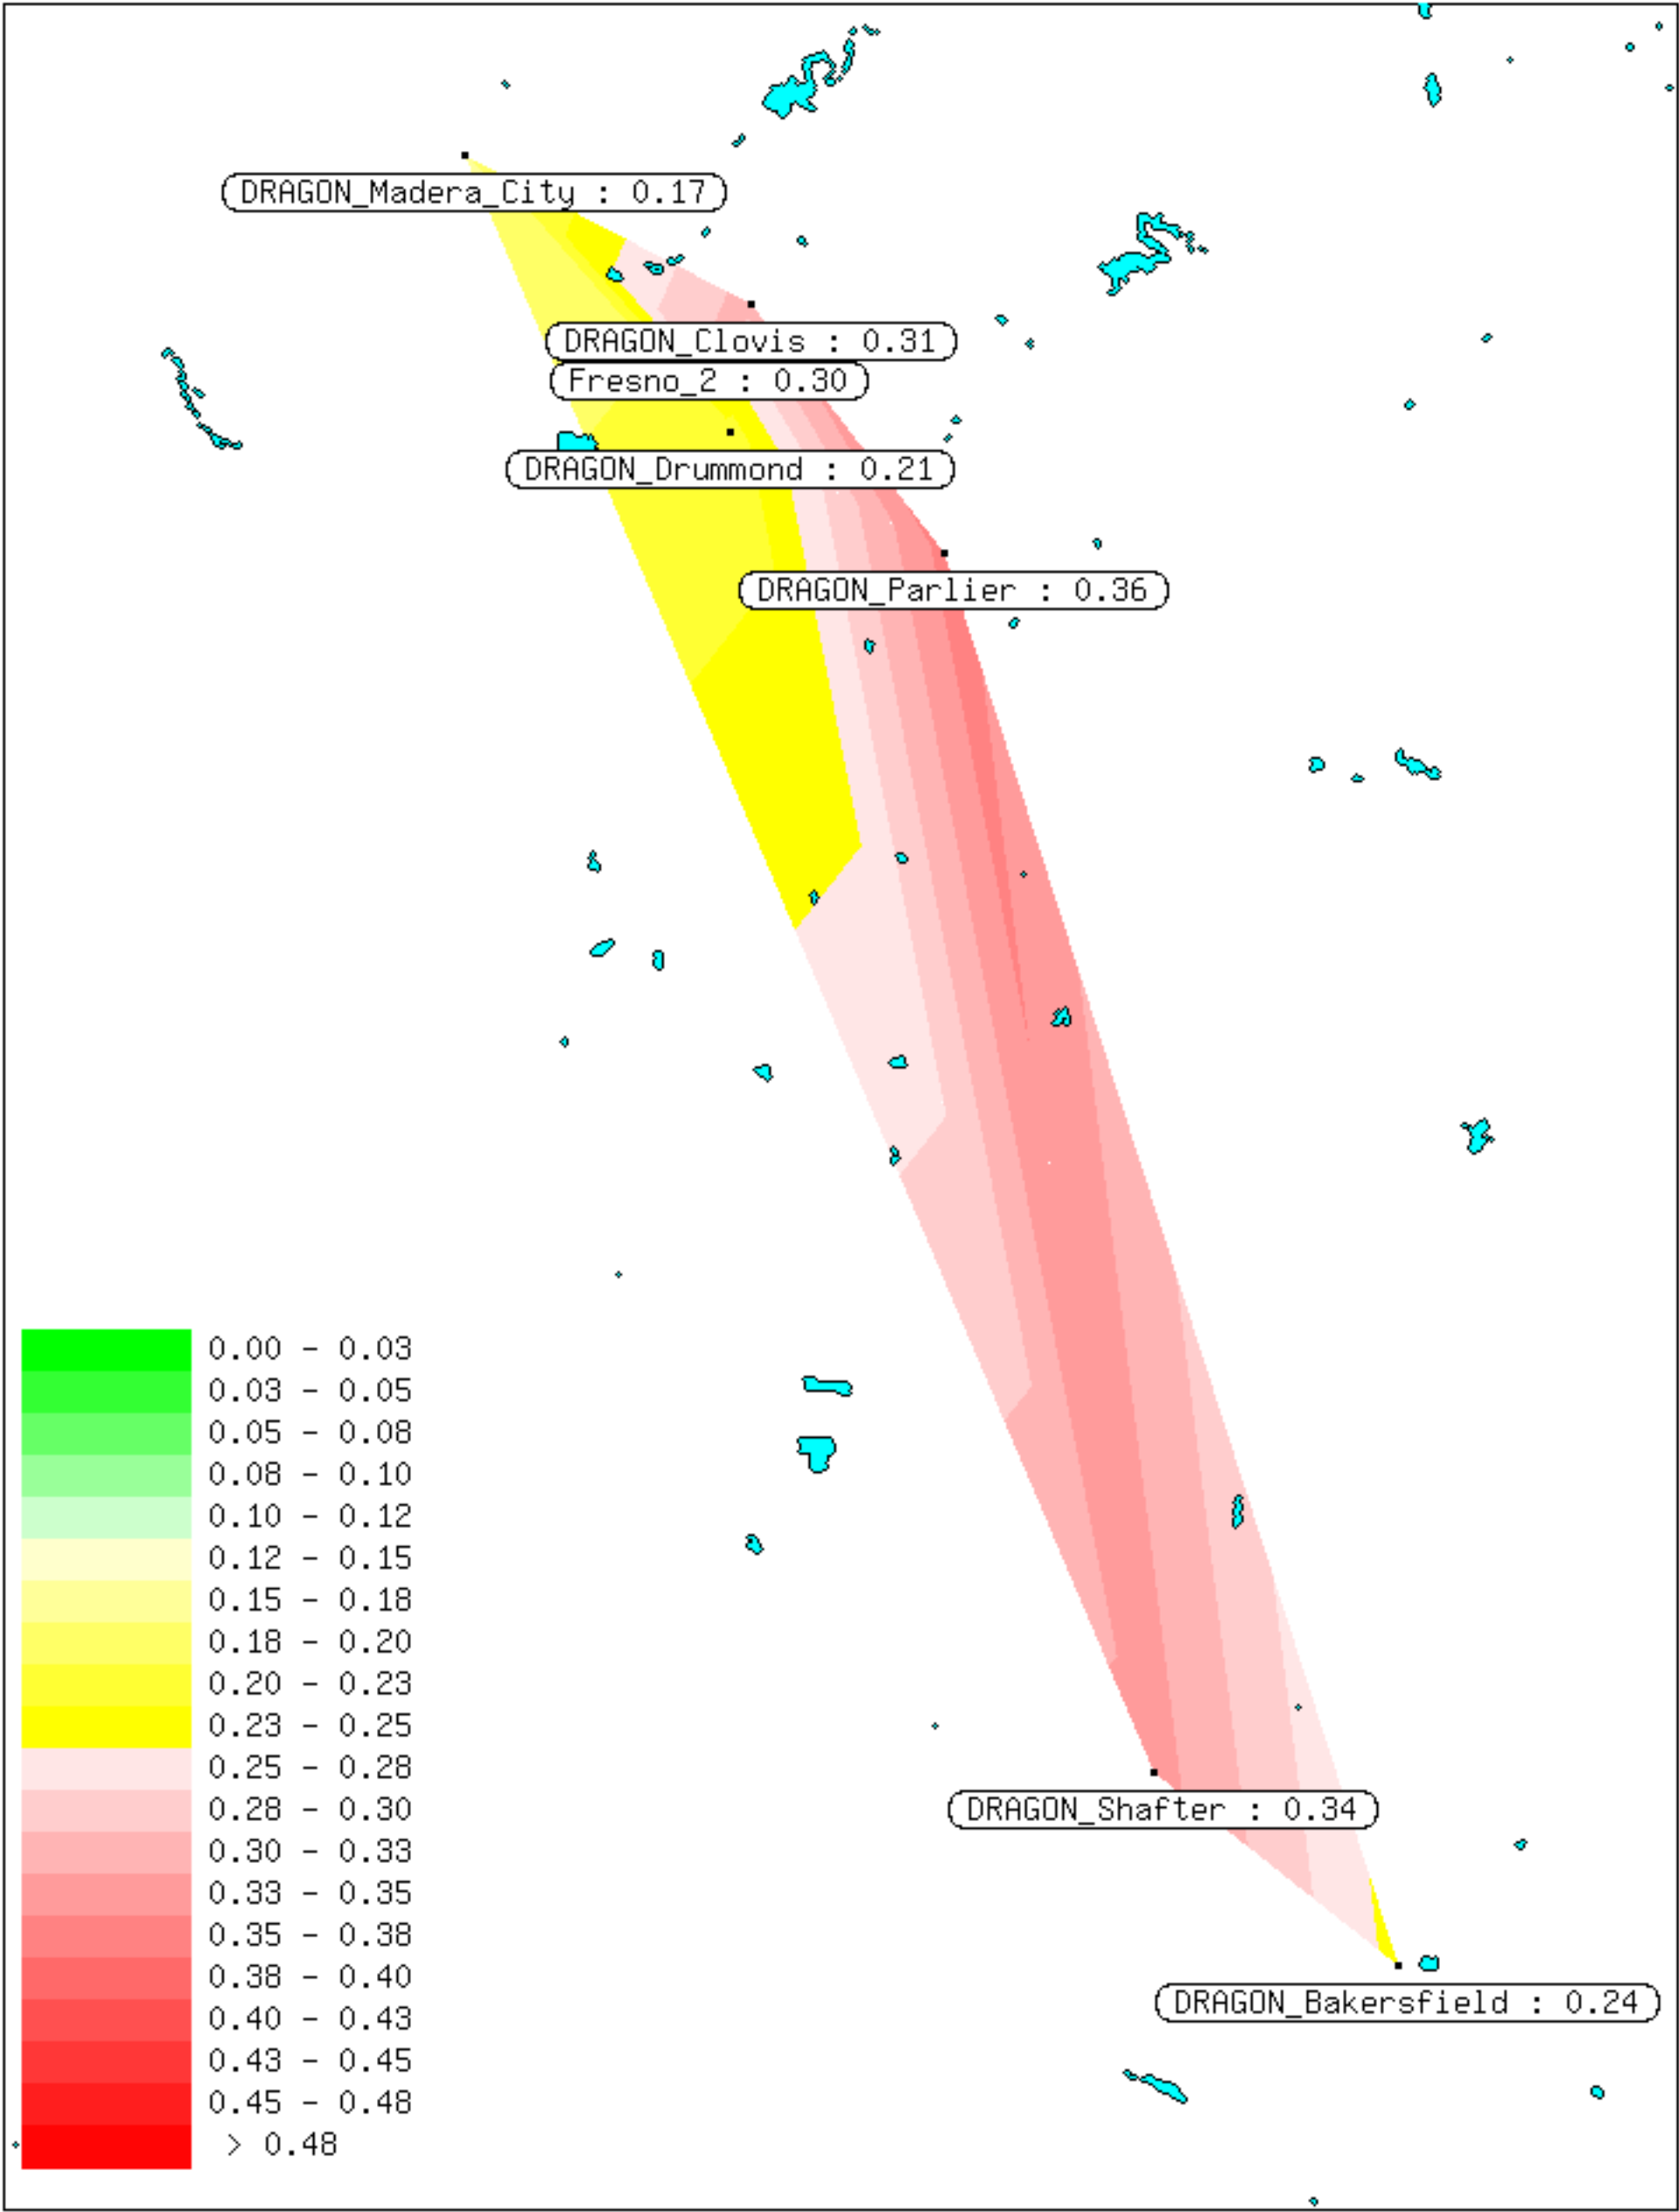 DRAGON_Madera_City : 0.17
DRAGON_Clovis : 0.31
Fresno_2 : 0.30
DRAGON_Drummond : 0.21
DRAGON_Parlier : 0.36
0.00 - 0.03
0.03 - 0.05
0.05 - 0.08
0.08 - 0.10
0.10 - 0.12
0.12 - 0.15
0.15 - 0.18
0.18 - 0.20
0.20 - 0.23
0.23 - 0.25
0.25 - 0.28
0.28 - 0.30
0.30 - 0.33
0.33 - 0.35
0.35 - 0.38
0.38 - 0.40
0.40 - 0.43
0.43 - 0.45
0.45 - 0.48
> 0.48
DRAGON_Shafter : 0.34
DRAGON_Bakersfield : 0.24